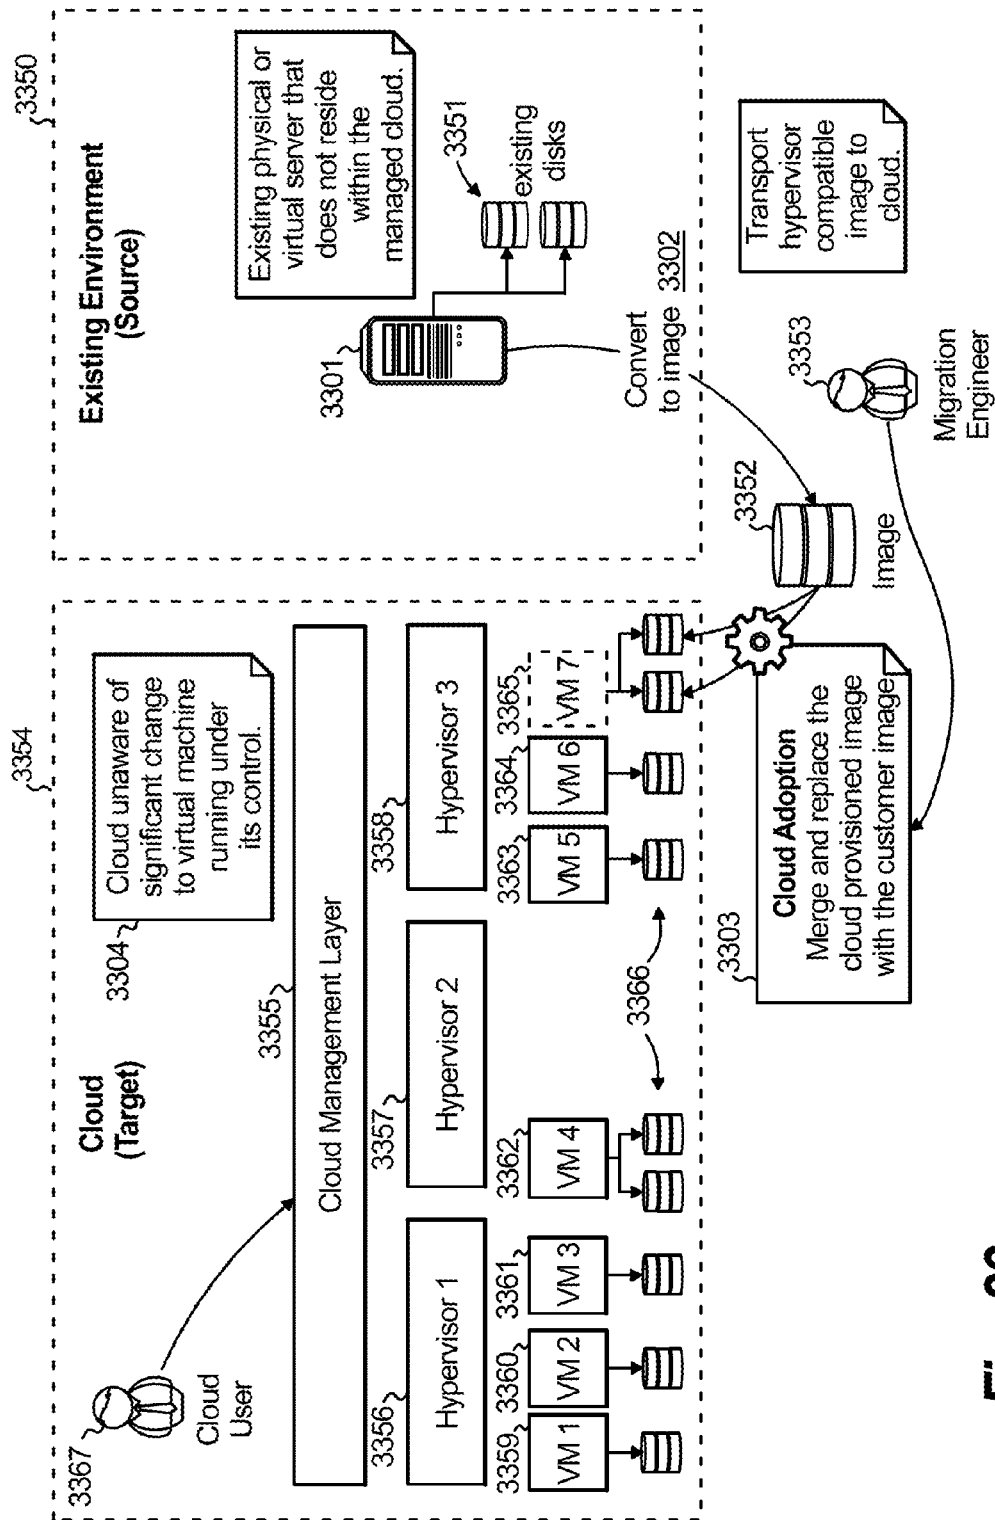 3354
3350
Cloud
(Target)
3304
Cloud unaware of
significant change
to virtual machine
running under
its control.
3367
Cloud
User
3355
Cloud Management Layer
3356
Hypervisor 1
3357
Hypervisor 2
3358
Hypervisor 3
3359
VM 1
3360
VM 2
3361
VM 3
3362
VM 4
3363
VM 5
3364
VM 6
3365
VM 7
3366
Existing Environment
(Source)
Existing physical or
virtual server that
does not reside
within the
managed cloud.
3301
3351
existing
disks
Convert
to image 3302
3303
Cloud Adoption
Merge and replace the
cloud provisioned image
with the customer image
3352
Image
3353
Migration
Engineer
Transport
hypervisor
compatible
image to
cloud.